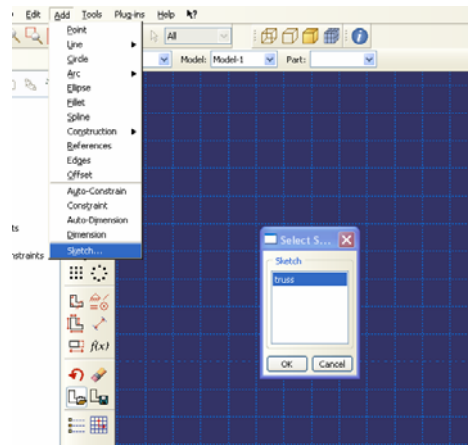 Edit Add Tools Plug-ins Help
All
Model: Model-1 Part:
Point
Line
Circle
Arc
Ellipse
Fillet
Spline
Construction
References
Edges
Offset
Auto-Constrain
Constraint
Auto-Dimension
Dimension
Sketch...
ts
nstraints
f(x)
Select S...
Sketch
truss
OK Cancel